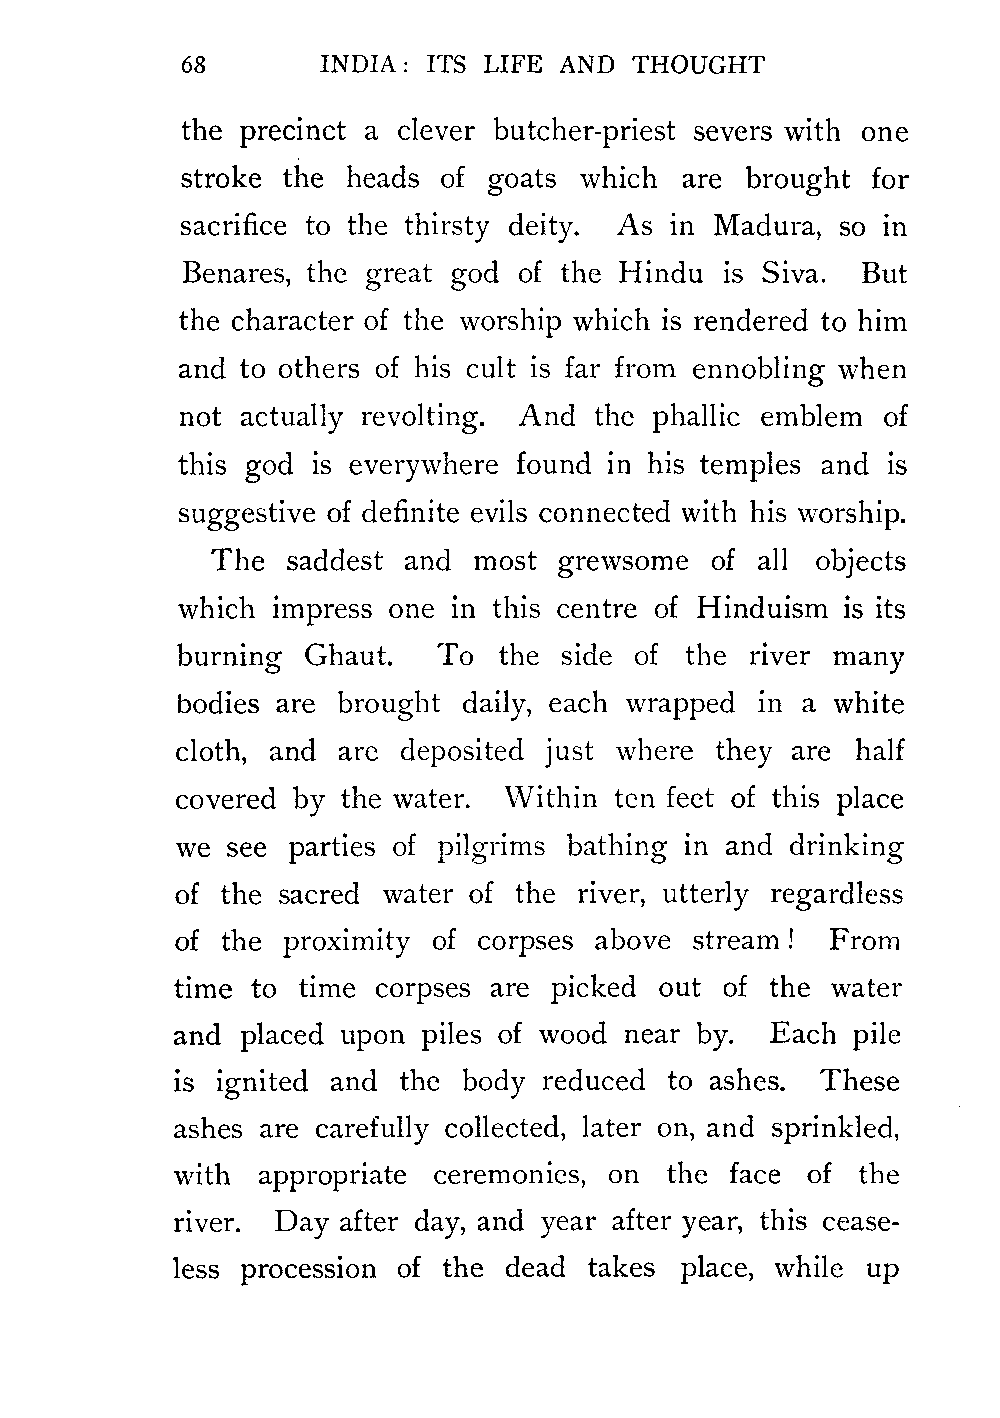 68 INDIA: ITS LIFE AND THOUGHT
the precinct a clever butcher-priest severs with one
stroke the heads of goats which are brought for
sacrifice to the thirsty deity. As in Madura, so in
Benares, the great god of the Hindu is Siva. But
the character of the worship which is rendered to him
and to others of his cult is far from ennobling when
not actually revolting. And the phallic emblem of
this god is everywhere found in his temples and is
suggestive of definite evils connected with his worship.
The saddest and most grewsome of all objects
which impress one in this centre of Hinduism is its
burning Ghaut. To the side of the river many
bodies are brought daily, each wrapped in a white
cloth, and are deposited just where they are half
covered by the water. Within ten feet of this place
we see parties of pilgrims bathing in and drinking
of the sacred water of the river, utterly regardless
of the proximity of corpses above stream! From
time to time corpses are picked out of the water
and placed upon piles of wood near by. Each pile
is ignited and the body reduced to ashes. These
ashes are carefully collected, later on, and sprinkled,
with appropriate ceremonies, on the face of the
river. Day after day, and year after year, this cease-
less procession of the dead takes place, while up